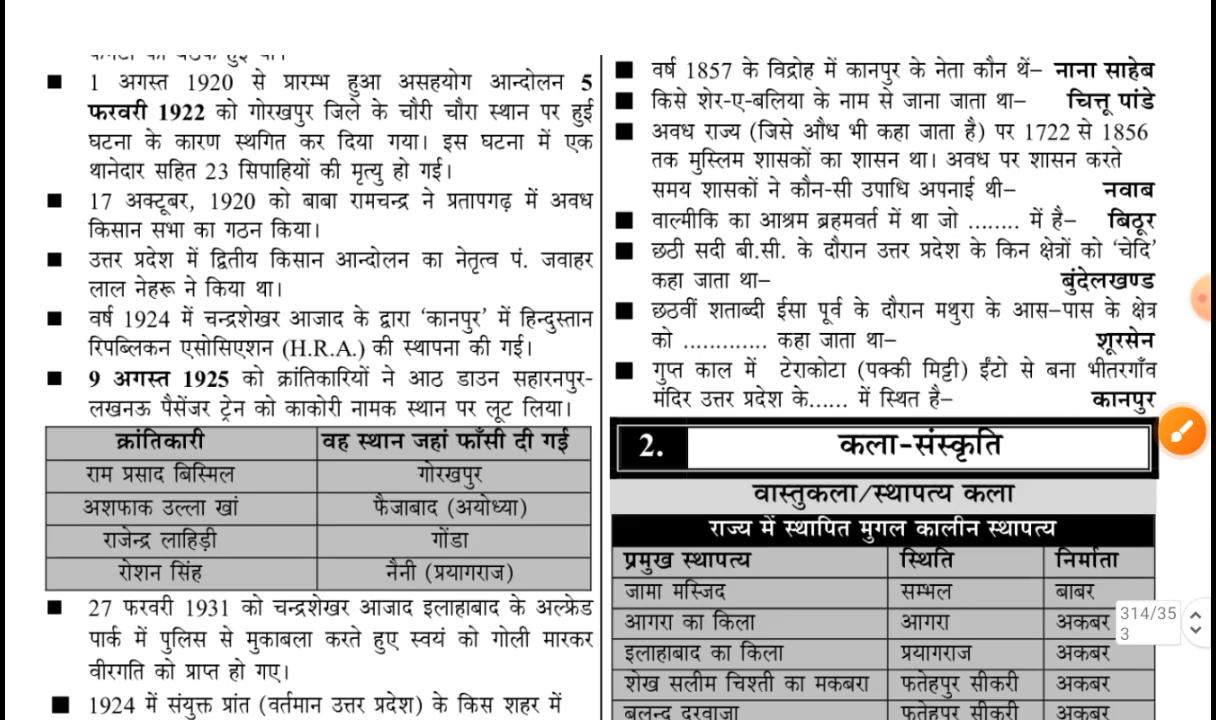 ■ 1 अगस्त 1920 से प्रारम्भ हुआ असहयोग आन्दोलन 5
फरवरी 1922 को गोरखपुर जिले के चौरी चौरा स्थान पर हुई
घटना के कारण स्थगित कर दिया गया। इस घटना में एक
थानेदार सहित 23 सिपाहियों की मृत्यु हो गई।
■ 17 अक्टूबर, 1920 को बाबा रामचन्द्र ने प्रतापगढ़ में अवध
किसान सभा का गठन किया।
■ उत्तर प्रदेश में द्वितीय किसान आन्दोलन का नेतृत्व पं. जवाहर
लाल नेहरू ने किया था।
■ वर्ष 1924 में चन्द्रशेखर आजाद के द्वारा ‘कानपुर’ में हिन्दुस्तान
रिपब्लिकन एसोसिएशन (H.R.A.) की स्थापना की गई।
■ 9 अगस्त 1925 को क्रांतिकारियों ने आठ डाउन सहारनपुर-
लखनऊ पैसेंजर ट्रेन को काकोरी नामक स्थान पर लूट लिया।
क्रांतिकारी वह स्थान जहां फाँसी दी गई
राम प्रसाद बिस्मिल गोरखपुर
अशफाक उल्ला खां फैजाबाद (अयोध्या)
राजेन्द्र लाहिड़ी गोंडा
रोशन सिंह नैनी (प्रयागराज)
■ 27 फरवरी 1931 को चन्द्रशेखर आजाद इलाहाबाद के अल्फ्रेड
पार्क में पुलिस से मुकाबला करते हुए स्वयं को गोली मारकर
वीरगति को प्राप्त हो गए।
■ 1924 में संयुक्त प्रांत (वर्तमान उत्तर प्रदेश) के किस शहर में
■ वर्ष 1857 के विद्रोह में कानपुर के नेता कौन थें– नाना साहेब
■ किसे शेर-ए-बलिया के नाम से जाना जाता था– चित्तू पांडे
■ अवध राज्य (जिसे औध भी कहा जाता है) पर 1722 से 1856
तक मुस्लिम शासकों का शासन था। अवध पर शासन करते
समय शासकों ने कौन-सी उपाधि अपनाई थी– नवाब
■ वाल्मीकि का आश्रम ब्रहमवर्त में था जो ........ में है– बिठूर
■ छठी सदी बी.सी. के दौरान उत्तर प्रदेश के किन क्षेत्रों को ‘चेदि’
कहा जाता था– बुंदेलखण्ड
■ छठवीं शताब्दी ईसा पूर्व के दौरान मथुरा के आस-पास के क्षेत्र
को ............. कहा जाता था– शूरसेन
■ गुप्त काल में टेराकोटा (पक्की मिट्टी) ईंटो से बना भीतरगाँव
मंदिर उत्तर प्रदेश के...... में स्थित है– कानपुर
2. कला-संस्कृति
वास्तुकला/स्थापत्य कला
राज्य में स्थापित मुगल कालीन स्थापत्य
प्रमुख स्थापत्य स्थिति निर्माता
जामा मस्जिद सम्भल बाबर
आगरा का किला आगरा अकबर
इलाहाबाद का किला प्रयागराज अकबर
शेख सलीम चिश्ती का मकबरा फतेहपुर सीकरी अकबर
बुलन्द दरवाजा फतेहपुर सीकरी अकबर
314/35
3